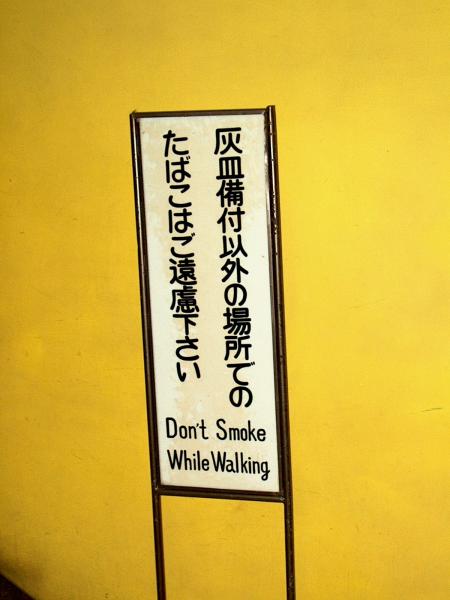 灰皿備付以外の場所での
たばこはご遠慮下さい
Don't Smoke
While Walking